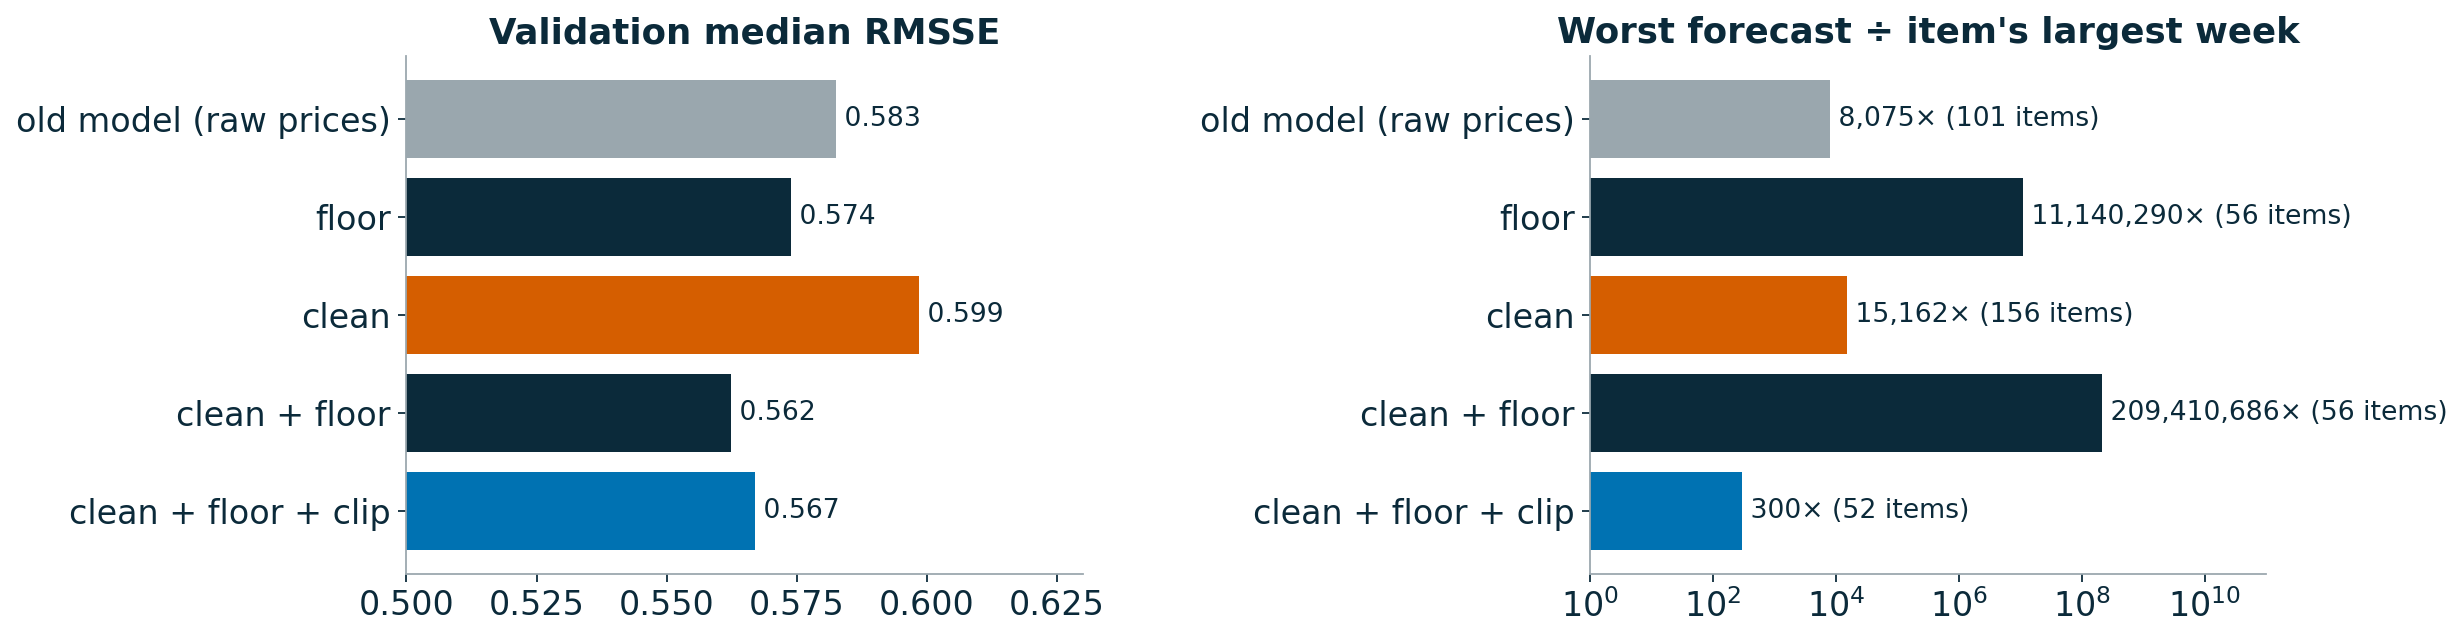 Validation median RMSSE
old model (raw prices)
0.583
floor
0.574
clean
0.599
clean + floor
0.562
clean + floor + clip
0.567
0.500 0.525 0.550 0.575 0.600 0.625
Worst forecast ÷ item's largest week
old model (raw prices)
8,075× (101 items)
floor
11,140,290× (56 items)
clean
15,162× (156 items)
clean + floor
209,410,686× (56 items)
clean + floor + clip
300× (52 items)
10⁰ 10² 10⁴ 10⁶ 10⁸ 10¹⁰